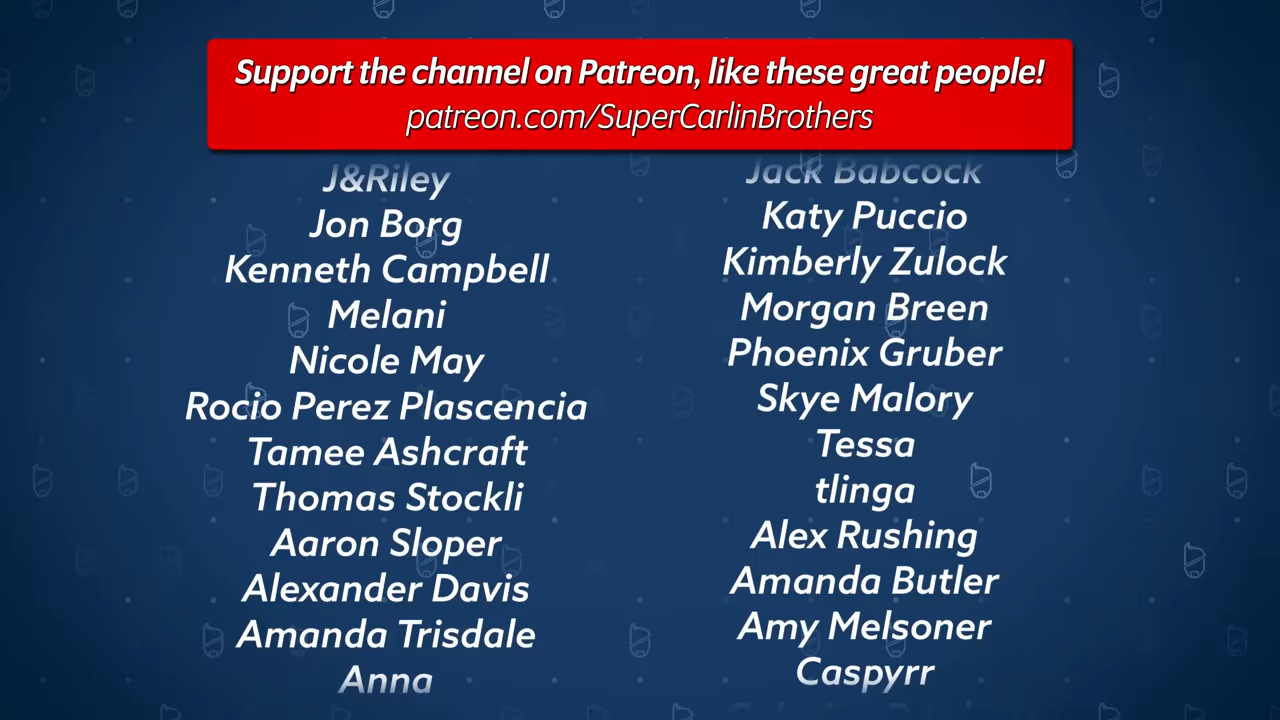 Support the channel on Patreon, like these great people!
patreon.com/SuperCarlinBrothers
J&Riley
Jon Borg
Kenneth Campbell
Melani
Nicole May
Rocio Perez Plascencia
Tamee Ashcraft
Thomas Stockli
Aaron Sloper
Alexander Davis
Amanda Trisdale
Anna
Jack Babcock
Katy Puccio
Kimberly Zulock
Morgan Breen
Phoenix Gruber
Skye Malory
Tessa
tlinga
Alex Rushing
Amanda Butler
Amy Melsoner
Caspyrr